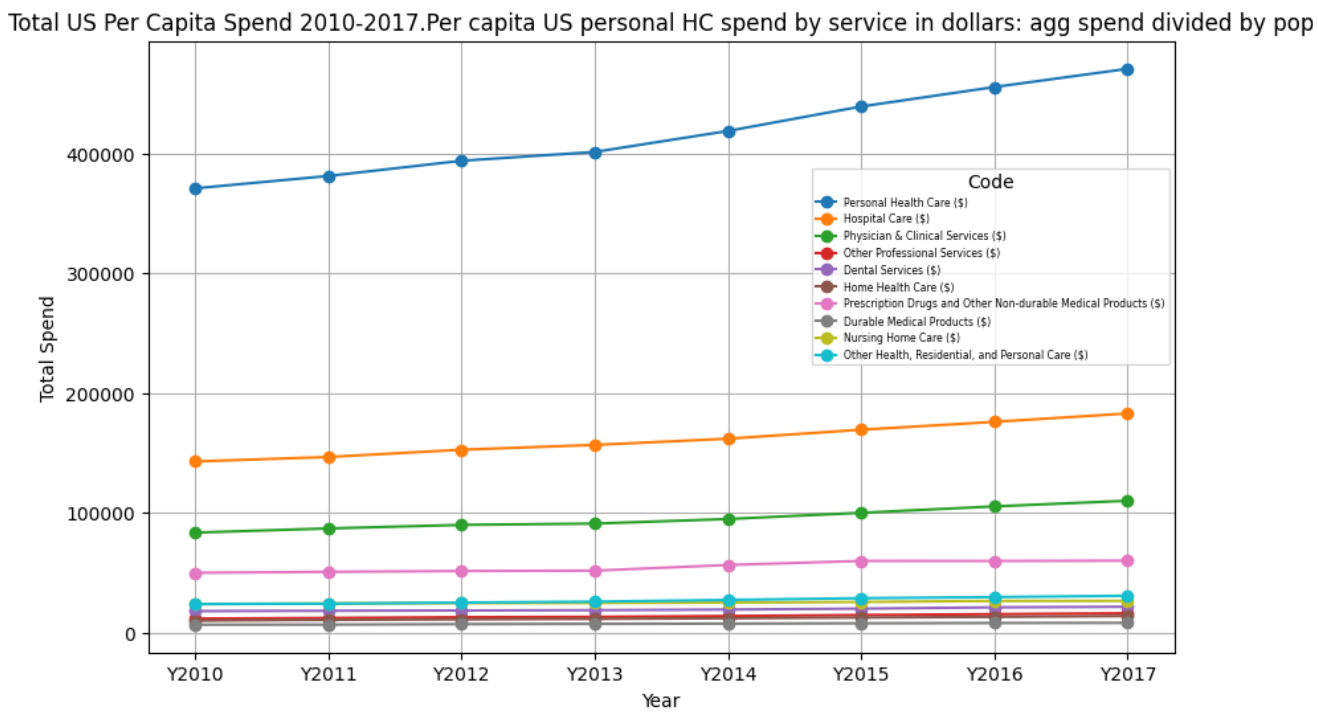 Total US Per Capita Spend 2010-2017.Per capita US personal HC spend by service in dollars: agg spend divided by pop
400000
300000
200000
100000
0
Total Spend
Code
Personal Health Care ($)
Hospital Care ($)
Physician & Clinical Services ($)
Other Professional Services ($)
Dental Services ($)
Home Health Care ($)
Prescription Drugs and Other Non-durable Medical Products ($)
Durable Medical Products ($)
Nursing Home Care ($)
Other Health, Residential, and Personal Care ($)
Y2010 Y2011 Y2012 Y2013 Y2014 Y2015 Y2016 Y2017
Year